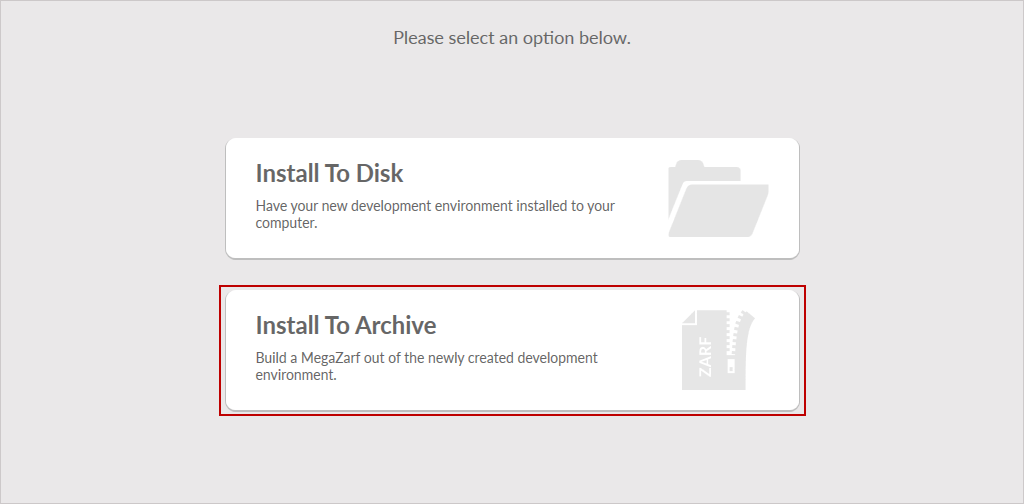 Please select an option below.
Install To Disk
Have your new development environment installed to your
computer.
Install To Archive
Build a MegaZarf out of the newly created development
environment.
ZARF